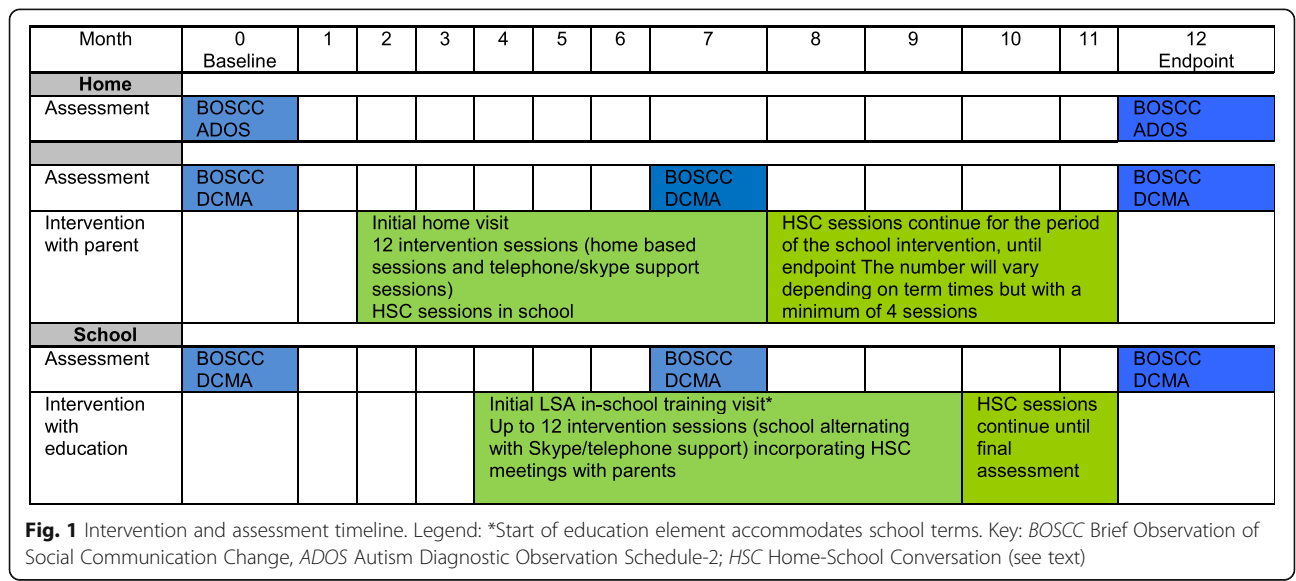 Month 0 1 2 3 4 5 6 7 8 9 10 11 12
Baseline Endpoint
Home
Assessment BOSCC BOSCC
ADOS ADOS
Assessment BOSCC BOSCC BOSCC
DCMA DCMA DCMA
Intervention
with parent
Initial home visit
12 intervention sessions (home based
sessions and telephone/skype support
sessions)
HSC sessions in school
HSC sessions continue for the period
of the school intervention, until
endpoint The number will vary
depending on term times but with a
minimum of 4 sessions
School
Assessment BOSCC BOSCC BOSCC
DCMA DCMA DCMA
Intervention
with
education
Initial LSA in-school training visit*
Up to 12 intervention sessions (school alternating
with Skype/telephone support) incorporating HSC
meetings with parents
HSC sessions
continue until
final
assessment
Fig. 1 Intervention and assessment timeline. Legend: *Start of education element accommodates school terms. Key: BOSCC Brief Observation of
Social Communication Change, ADOS Autism Diagnostic Observation Schedule-2; HSC Home-School Conversation (see text)